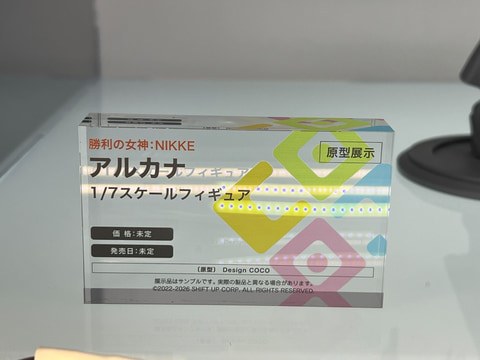 勝利の女神：NIKKE
原型展示
アルカナ
1/7スケールフィギュア
価格：未定
発売日：未定
（原型） Design COCO
展示品はサンプルです。実際の製品と異なる場合があります。
©2022-2026 SHIFT UP CORP. ALL RIGHTS RESERVED.